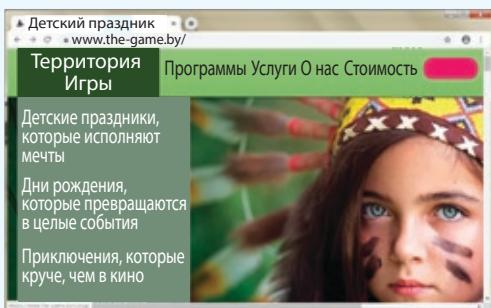 Детский праздник
www.the-game.by/
Территория
Игры
Программы Услуги О нас Стоимость
Детские праздники,
которые исполняют
мечты
Дни рождения,
которые превращаются
в целые события
Приключения, которые
круче, чем в кино